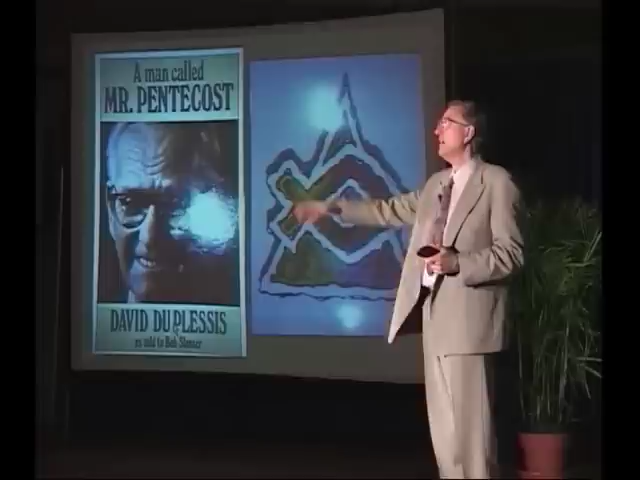 A man called
MR. PENTECOST
DAVID DU PLESSIS
as told to Bob Slosser